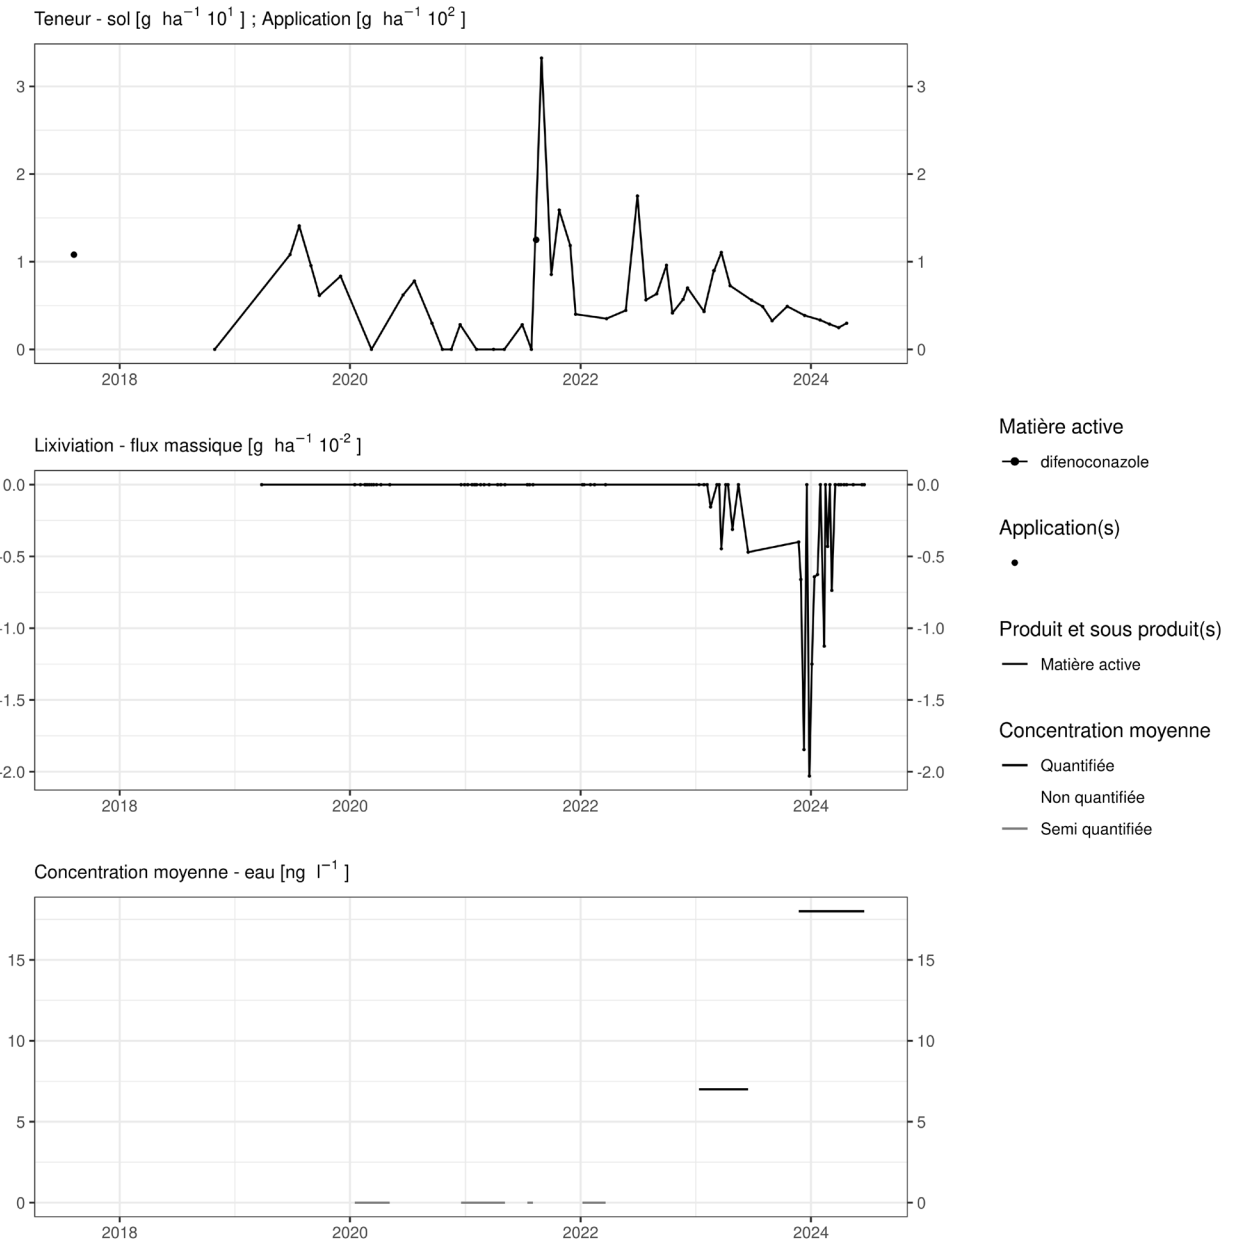 Teneur - sol [g ha−1 10^1 ] ; Application [g ha−1 10^2 ]
3
2
1
0
3
2
1
0
2018 2020 2022 2024
Lixiviation - flux massique [g ha−1 10^-2 ]
0.0
-0.5
-1.0
-1.5
-2.0
0.0
-0.5
-1.0
-1.5
-2.0
2018 2020 2022 2024
Concentration moyenne - eau [ng l−1 ]
15
10
5
0
15
10
5
0
2018 2020 2022 2024
Matière active
difenoconazole
Application(s)
Produit et sous produit(s)
Matière active
Concentration moyenne
Quantifiée
Non quantifiée
Semi quantifiée